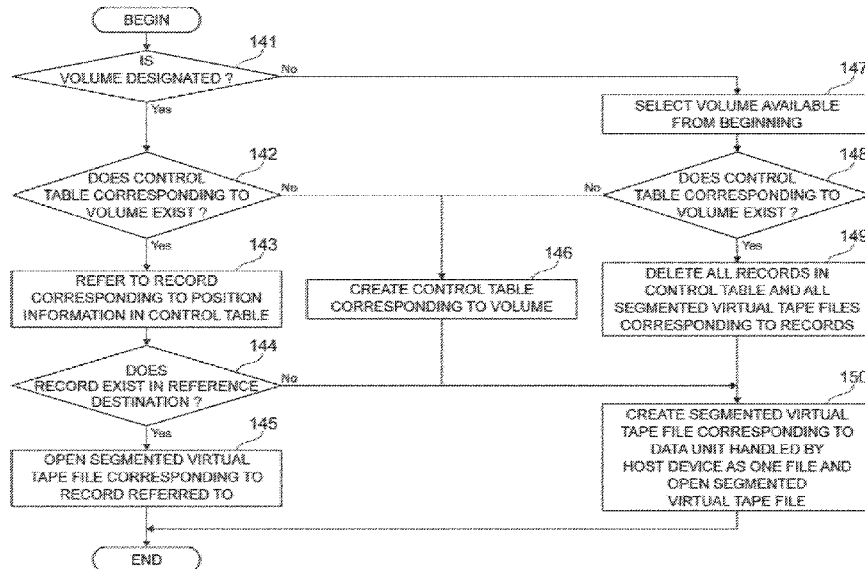 BEGIN
141
IS
VOLUME DESIGNATED ?
No
Yes
147
SELECT VOLUME AVAILABLE
FROM BEGINNING
142
DOES CONTROL
TABLE CORRESPONDING TO
VOLUME EXIST ?
No
Yes
148
DOES CONTROL
TABLE CORRESPONDING TO
VOLUME EXIST ?
No
Yes
143
REFER TO RECORD
CORRESPONDING TO POSITION
INFORMATION IN CONTROL TABLE
146
CREATE CONTROL TABLE
CORRESPONDING TO VOLUME
149
DELETE ALL RECORDS IN
CONTROL TABLE AND ALL
SEGMENTED VIRTUAL TAPE FILES
CORRESPONDING TO RECORDS
144
DOES
RECORD EXIST IN REFERENCE
DESTINATION ?
No
Yes
145
OPEN SEGMENTED VIRTUAL
TAPE FILE CORRESPONDING TO
RECORD REFERRED TO
150
CREATE SEGMENTED VIRTUAL
TAPE FILE CORRESPONDING TO
DATA UNIT HANDLED BY
HOST DEVICE AS ONE FILE AND
OPEN SEGMENTED
VIRTUAL TAPE FILE
END